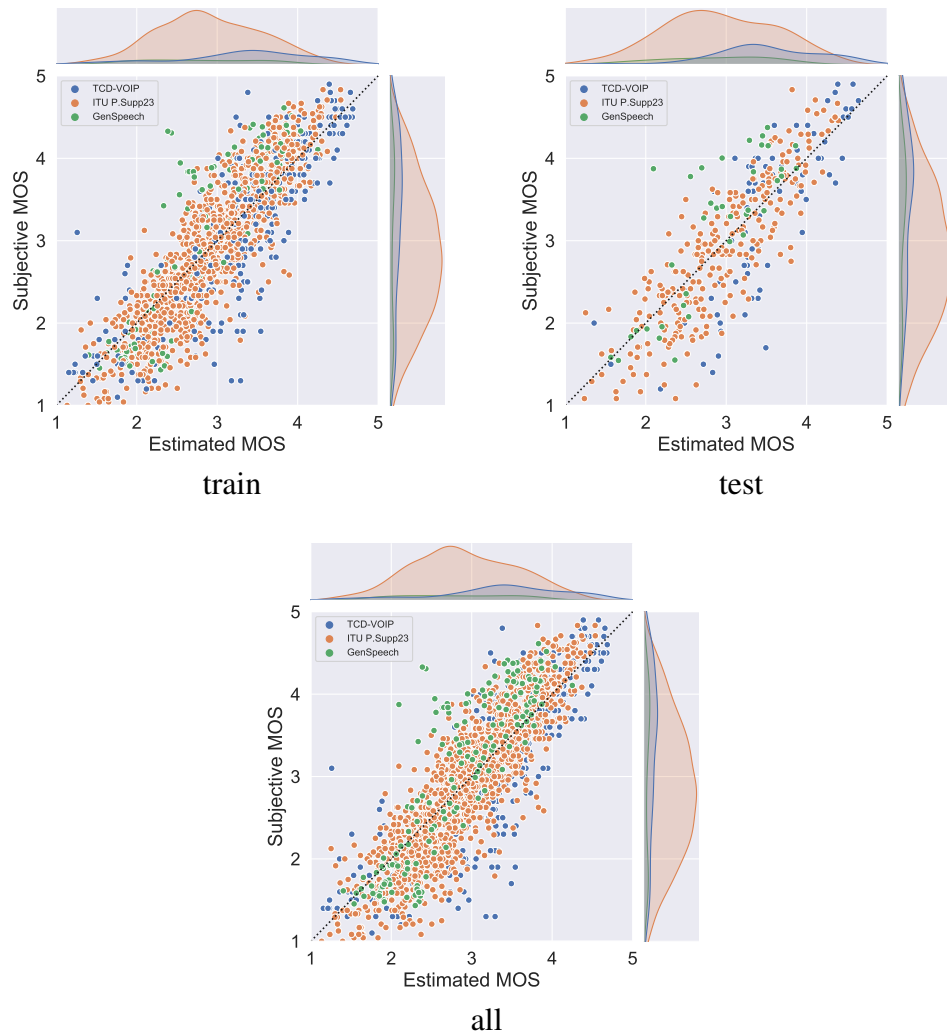 5
4
3
2
1
Subjective MOS
TCD-VOIP
ITU P.Supp23
GenSpeech
1 2 3 4 5
Estimated MOS
train
5
4
3
2
1
Subjective MOS
TCD-VOIP
ITU P.Supp23
GenSpeech
1 2 3 4 5
Estimated MOS
test
5
4
3
2
1
Subjective MOS
TCD-VOIP
ITU P.Supp23
GenSpeech
1 2 3 4 5
Estimated MOS
all